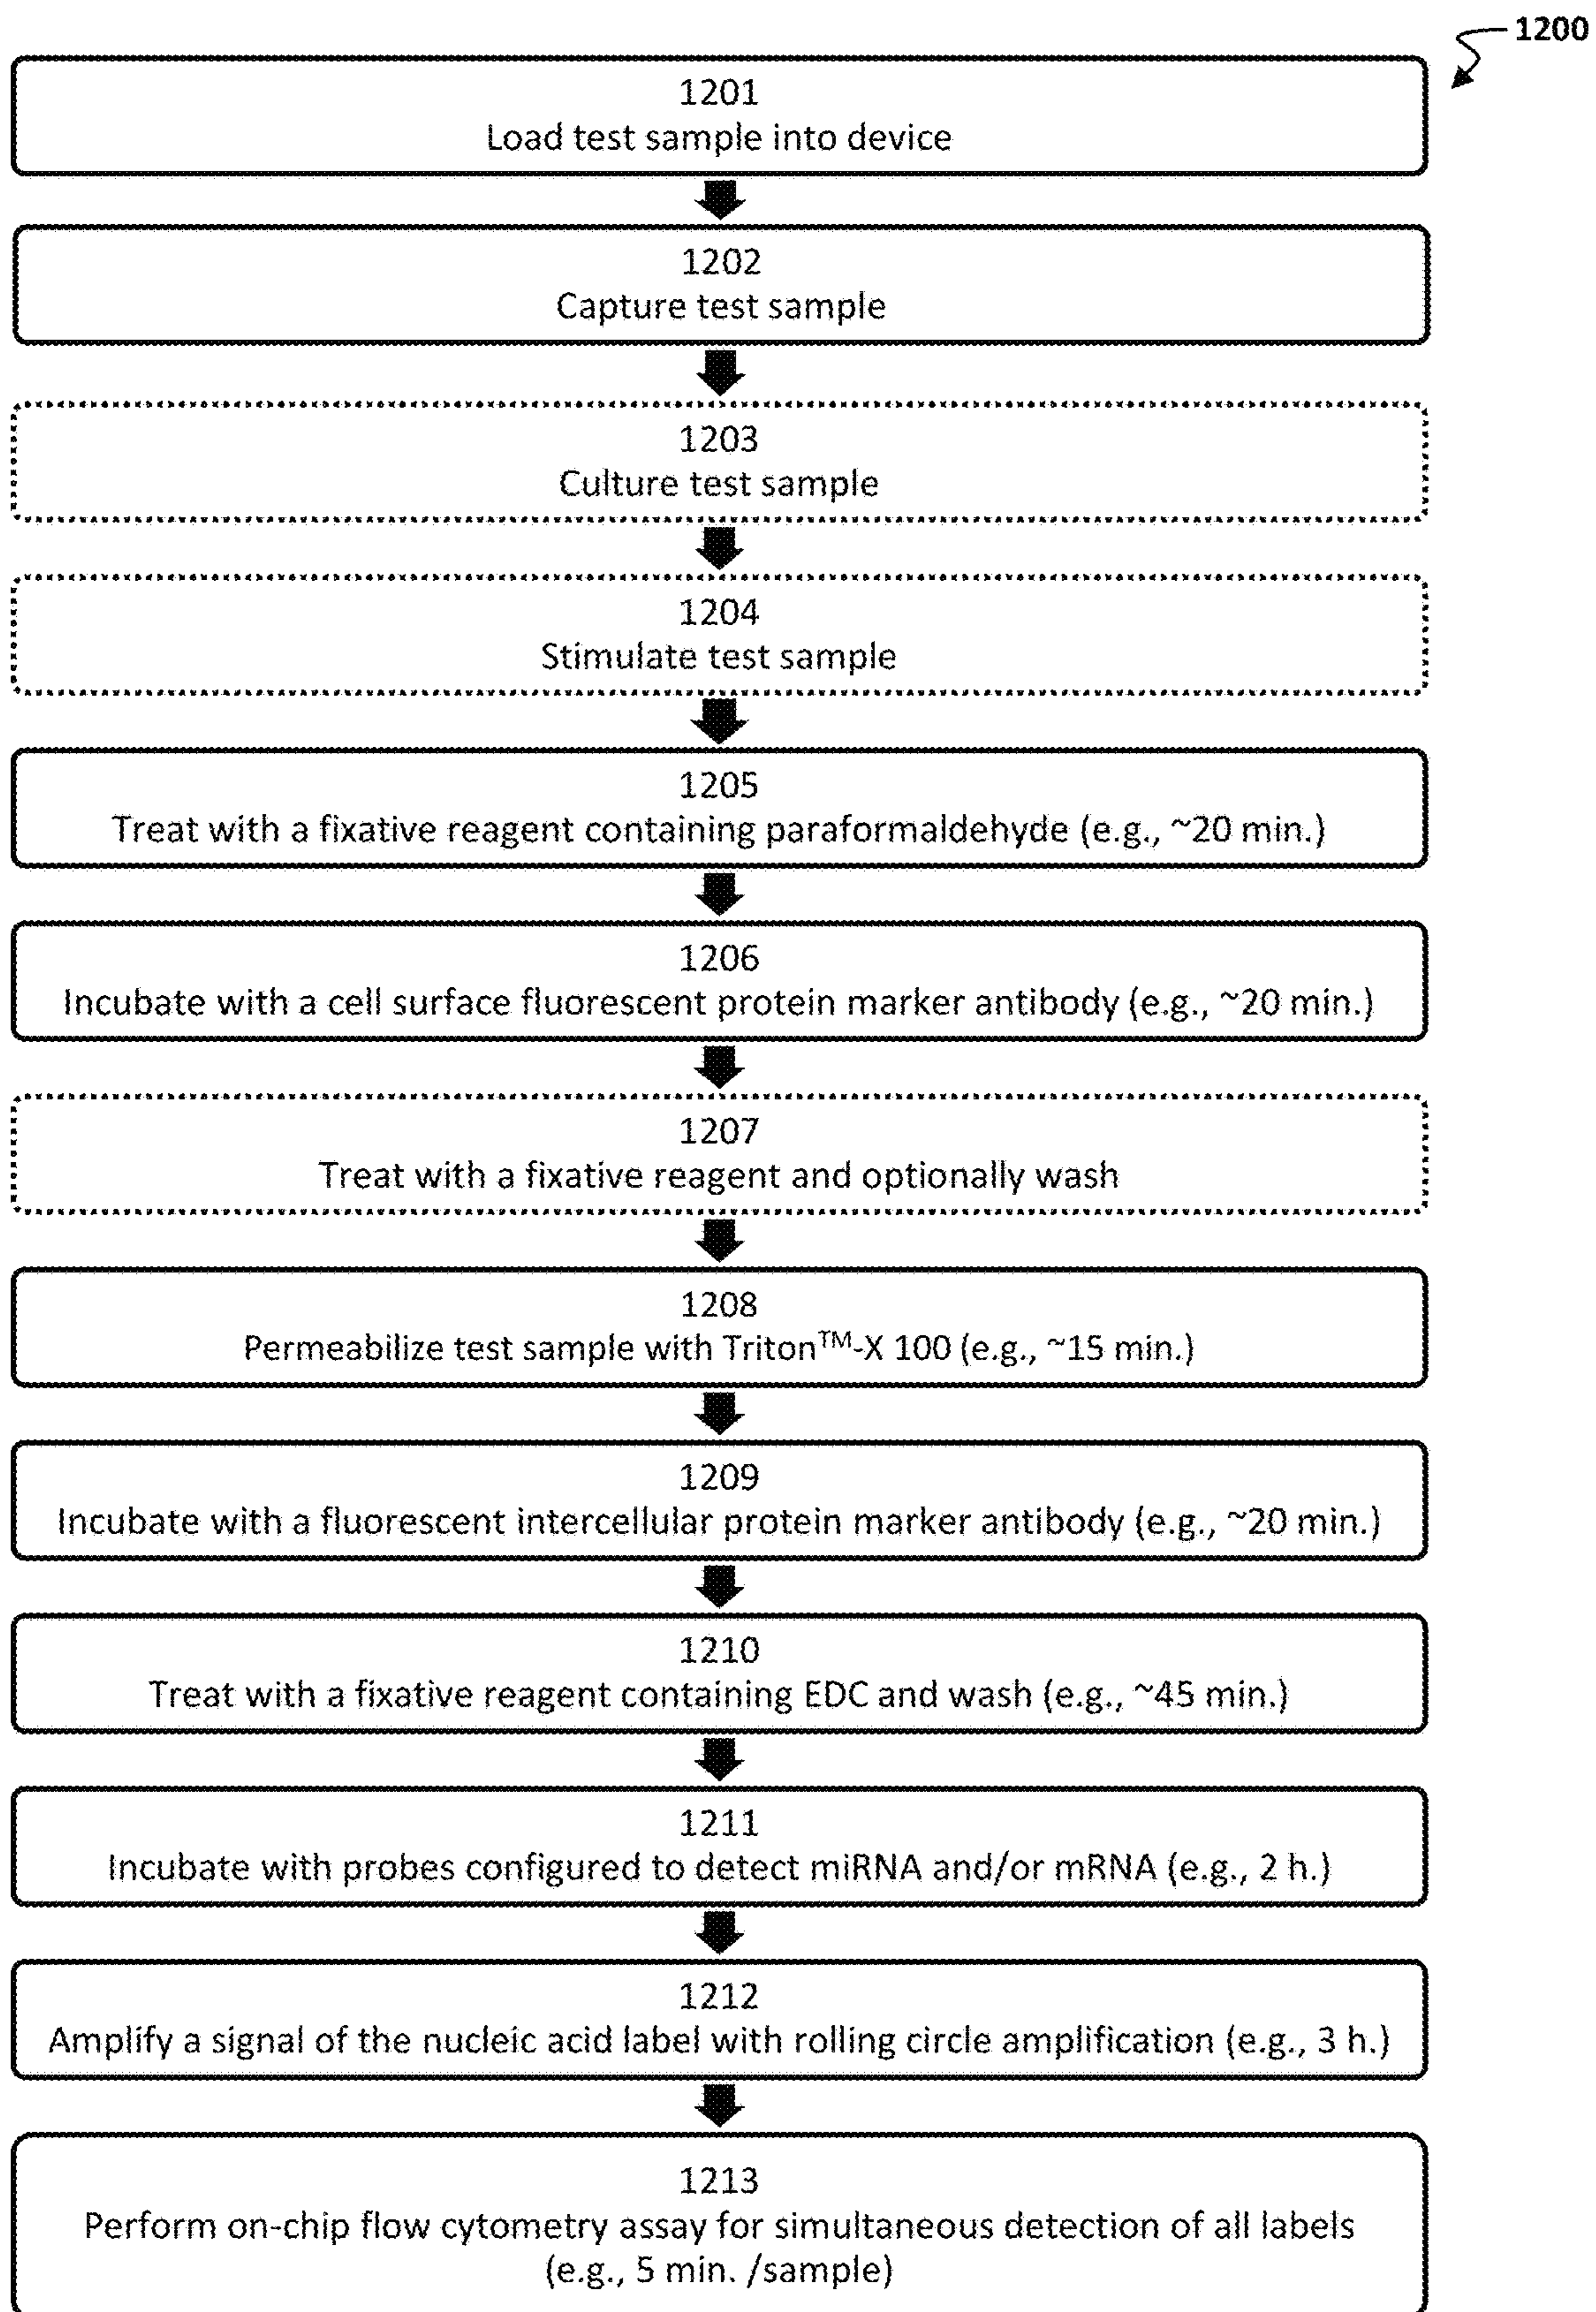 1200
1201
Load test sample into device
1202
Capture test sample
1203
Culture test sample
1204
Stimulate test sample
1205
Treat with a fixative reagent containing paraformaldehyde (e.g., ~20 min.)
1206
Incubate with a cell surface fluorescent protein marker antibody (e.g., ~20 min.)
1207
Treat with a fixative reagent and optionally wash
1208
Permeabilize test sample with Triton™-X 100 (e.g., ~15 min.)
1209
Incubate with a fluorescent intercellular protein marker antibody (e.g., ~20 min.)
1210
Treat with a fixative reagent containing EDC and wash (e.g., ~45 min.)
1211
Incubate with probes configured to detect miRNA and/or mRNA (e.g., 2 h.)
1212
Amplify a signal of the nucleic acid label with rolling circle amplification (e.g., 3 h.)
1213
Perform on-chip flow cytometry assay for simultaneous detection of all labels
(e.g., 5 min. /sample)